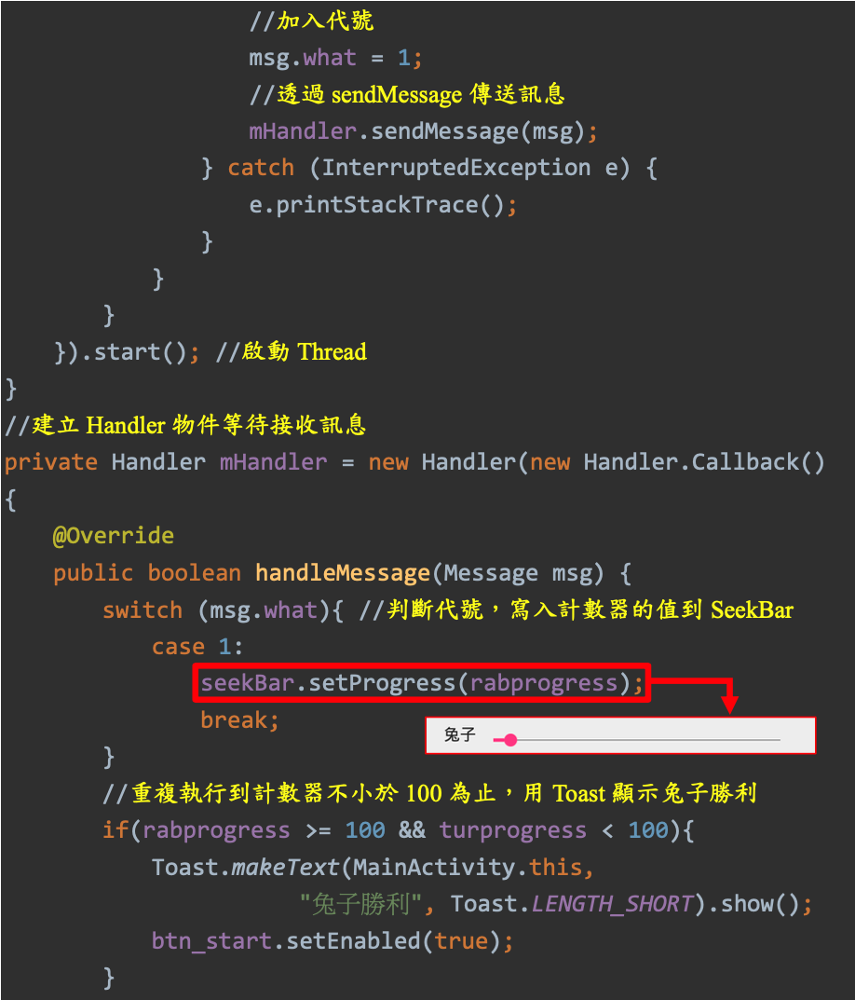 //加入代號
msg.what = 1;
//透過 sendMessage 傳送訊息
mHandler.sendMessage(msg);
} catch (InterruptedException e) {
e.printStackTrace();
}
}
}
}).start(); //啟動 Thread
}
//建立 Handler 物件等待接收訊息
private Handler mHandler = new Handler(new Handler.Callback()
{
@Override
public boolean handleMessage(Message msg) {
switch (msg.what){ //判斷代號，寫入計數器的值到 SeekBar
case 1:
seekBar.setProgress(rabprogress);
break;
兔子
}
//重複執行到計數器不小於 100 為止，用 Toast 顯示兔子勝利
if(rabprogress >= 100 && turprogress < 100){
Toast.makeText(MainActivity.this,
"兔子勝利", Toast.LENGTH_SHORT).show();
btn_start.setEnabled(true);
}